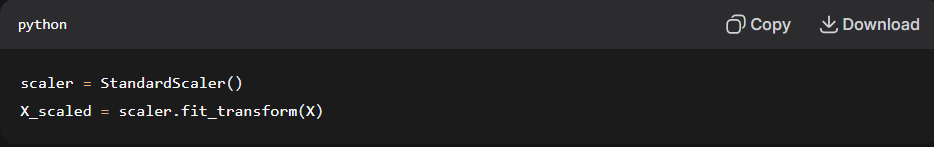 python Copy Download
scaler = StandardScaler()
X_scaled = scaler.fit_transform(X)